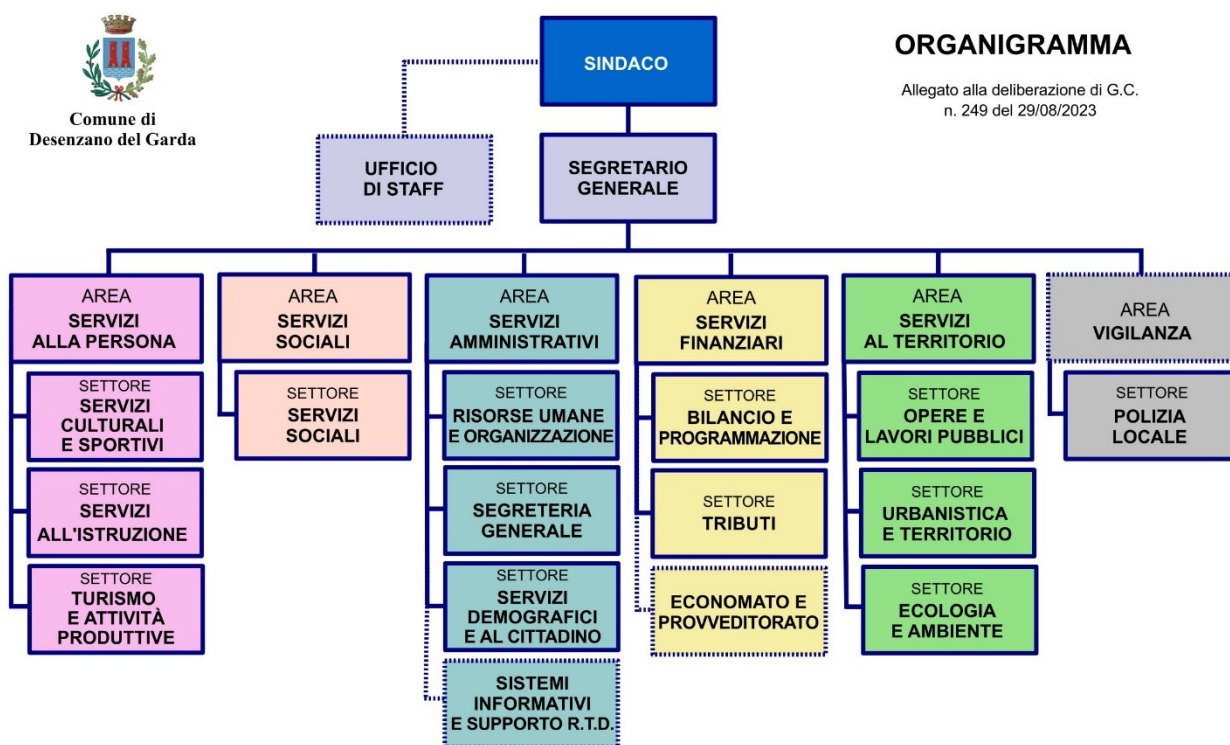 Comune di
Desenzano del Garda
SINDACO
ORGANIGRAMMA
Allegato alla deliberazione di G.C.
n. 249 del 29/08/2023
UFFICIO
DI STAFF
SEGRETARIO
GENERALE
AREA
SERVIZI
ALLA PERSONA
SETTORE
SERVIZI
CULTURALI
E SPORTIVI
SETTORE
SERVIZI
ALL'ISTRUZIONE
SETTORE
TURISMO
E ATTIVITÀ
PRODUTTIVE
AREA
SERVIZI
SOCIALI
SETTORE
SERVIZI
SOCIALI
AREA
SERVIZI
AMMINISTRATIVI
SETTORE
RISORSE UMANE
E ORGANIZZAZIONE
SETTORE
SEGRETERIA
GENERALE
SETTORE
SERVIZI
DEMOGRAFICI
E AL CITTADINO
SISTEMI
INFORMATIVI
E SUPPORTO R.T.D.
AREA
SERVIZI
FINANZIARI
SETTORE
BILANCIO E
PROGRAMMAZIONE
SETTORE
TRIBUTI
ECONOMATO E
PROVVEDITORATO
AREA
SERVIZI
AL TERRITORIO
SETTORE
OPERE E
LAVORI PUBBLICI
SETTORE
URBANISTICA
E TERRITORIO
SETTORE
ECOLOGIA
E AMBIENTE
AREA
VIGILANZA
SETTORE
POLIZIA
LOCALE